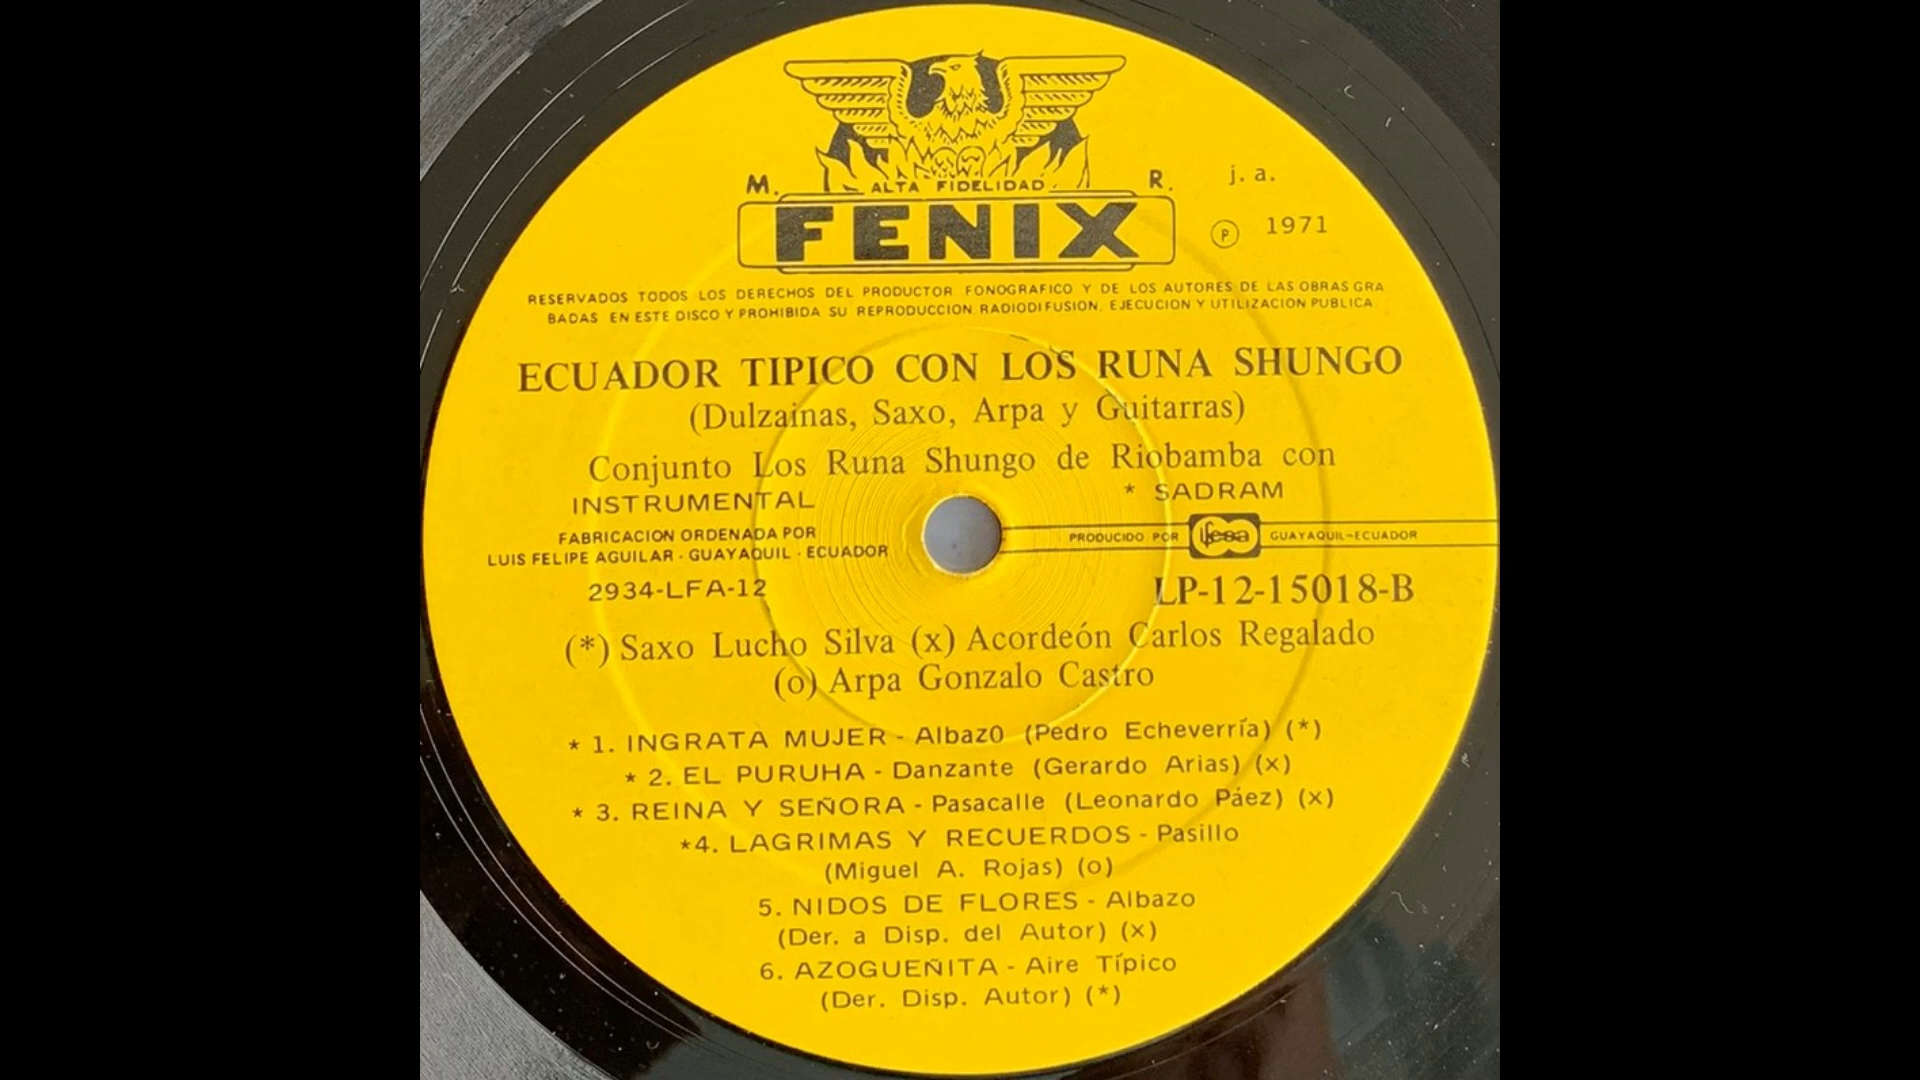 M. ALTA FIDELIDAD R. j. a.
FENIX
Ⓟ 1971
RESERVADOS TODOS LOS DERECHOS DEL PRODUCTOR FONOGRAFICO Y DE LOS AUTORES DE LAS OBRAS GRA
BADAS EN ESTE DISCO Y PROHIBIDA SU REPRODUCCION, RADIODIFUSION, EJECUCION Y UTILIZACION PUBLICA.
ECUADOR TIPICO CON LOS RUNA SHUNGO
(Dulzainas, Saxo, Arpa y Guitarras)
Conjunto Los Runa Shungo de Riobamba con
INSTRUMENTAL * SADRAM
FABRICACION ORDENADA POR
LUIS FELIPE AGUILAR - GUAYAQUIL - ECUADOR
PRODUCIDO POR fesa GUAYAQUIL-ECUADOR
2934-LFA-12 LP-12-15018-B
(*) Saxo Lucho Silva (x) Acordeón Carlos Regalado
(o) Arpa Gonzalo Castro
* 1. INGRATA MUJER - Albaz0 (Pedro Echeverría) (*)
* 2. EL PURUHA - Danzante (Gerardo Arias) (x)
* 3. REINA Y SEÑORA - Pasacalle (Leonardo Páez) (x)
*4. LAGRIMAS Y RECUERDOS - Pasillo
(Miguel A. Rojas) (o)
5. NIDOS DE FLORES - Albazo
(Der. a Disp. del Autor) (x)
6. AZOGUEÑITA - Aire Típico
(Der. Disp. Autor) (*)